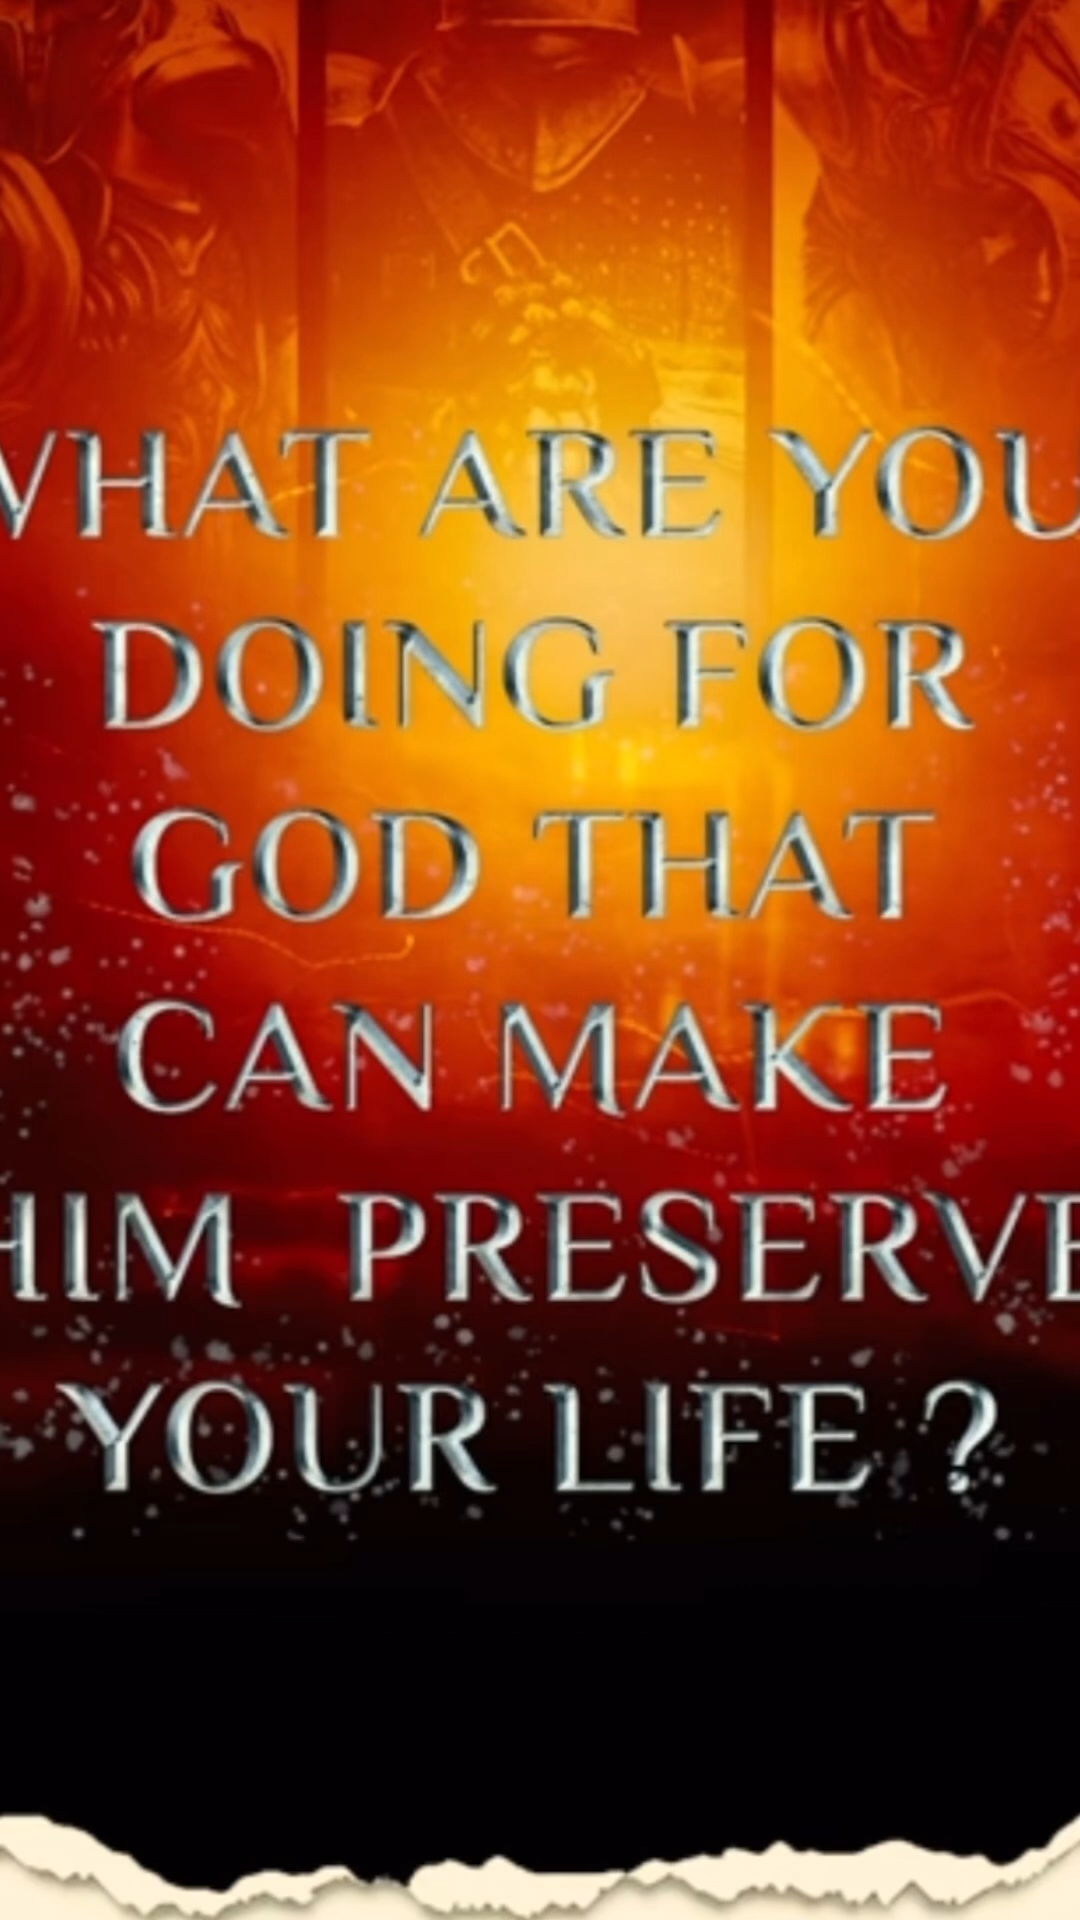 WHAT ARE YOU
DOING FOR
GOD THAT
CAN MAKE
HIM PRESERVE
YOUR LIFE ?